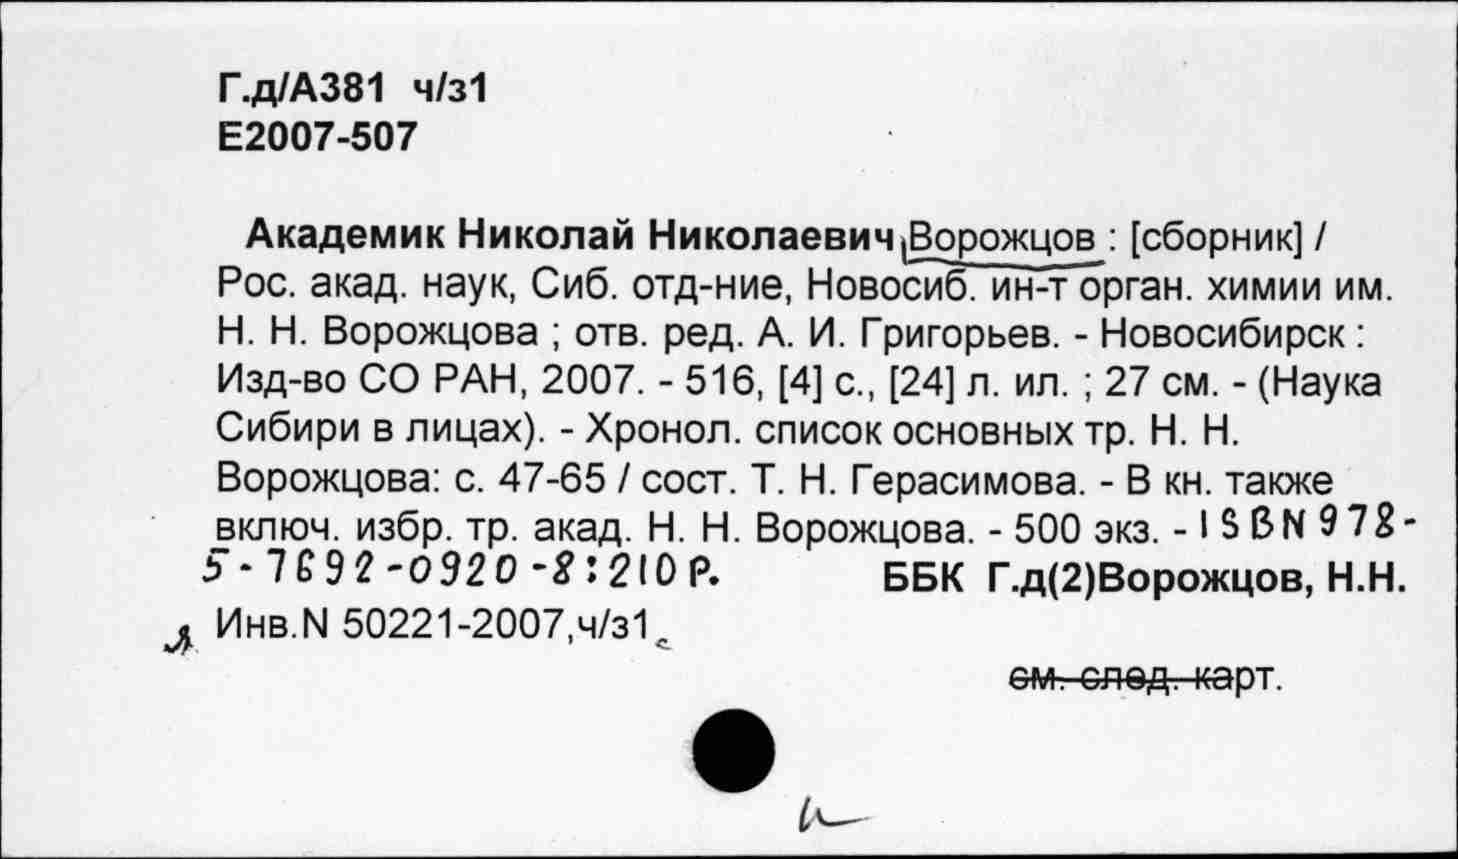 Г.д/А381 ч/з1
Е2007-507
Академик Николай Николаевич Ворожцов : [сборник] /
Рос. акад. наук, Сиб. отд-ние, Новосиб. ин-т орган. химии им.
Н. Н. Ворожцова ; отв. ред. А. И. Григорьев. - Новосибирск :
Изд-во СО РАН, 2007. - 516, [4] с., [24] л. ил. ; 27 см. - (Наука
Сибири в лицах). - Хронол. список основных тр. Н. Н.
Ворожцова: с. 47-65 / сост. Т. Н. Герасимова. - В кн. также
включ. избр. тр. акад. Н. Н. Ворожцова. - 500 экз. - ISBN 978-
5-7692-0920-8:210 р. ББК Г.д(2)Ворожцов, Н.Н.
Инв.N 50221-2007,ч/з1
см. след. карт.